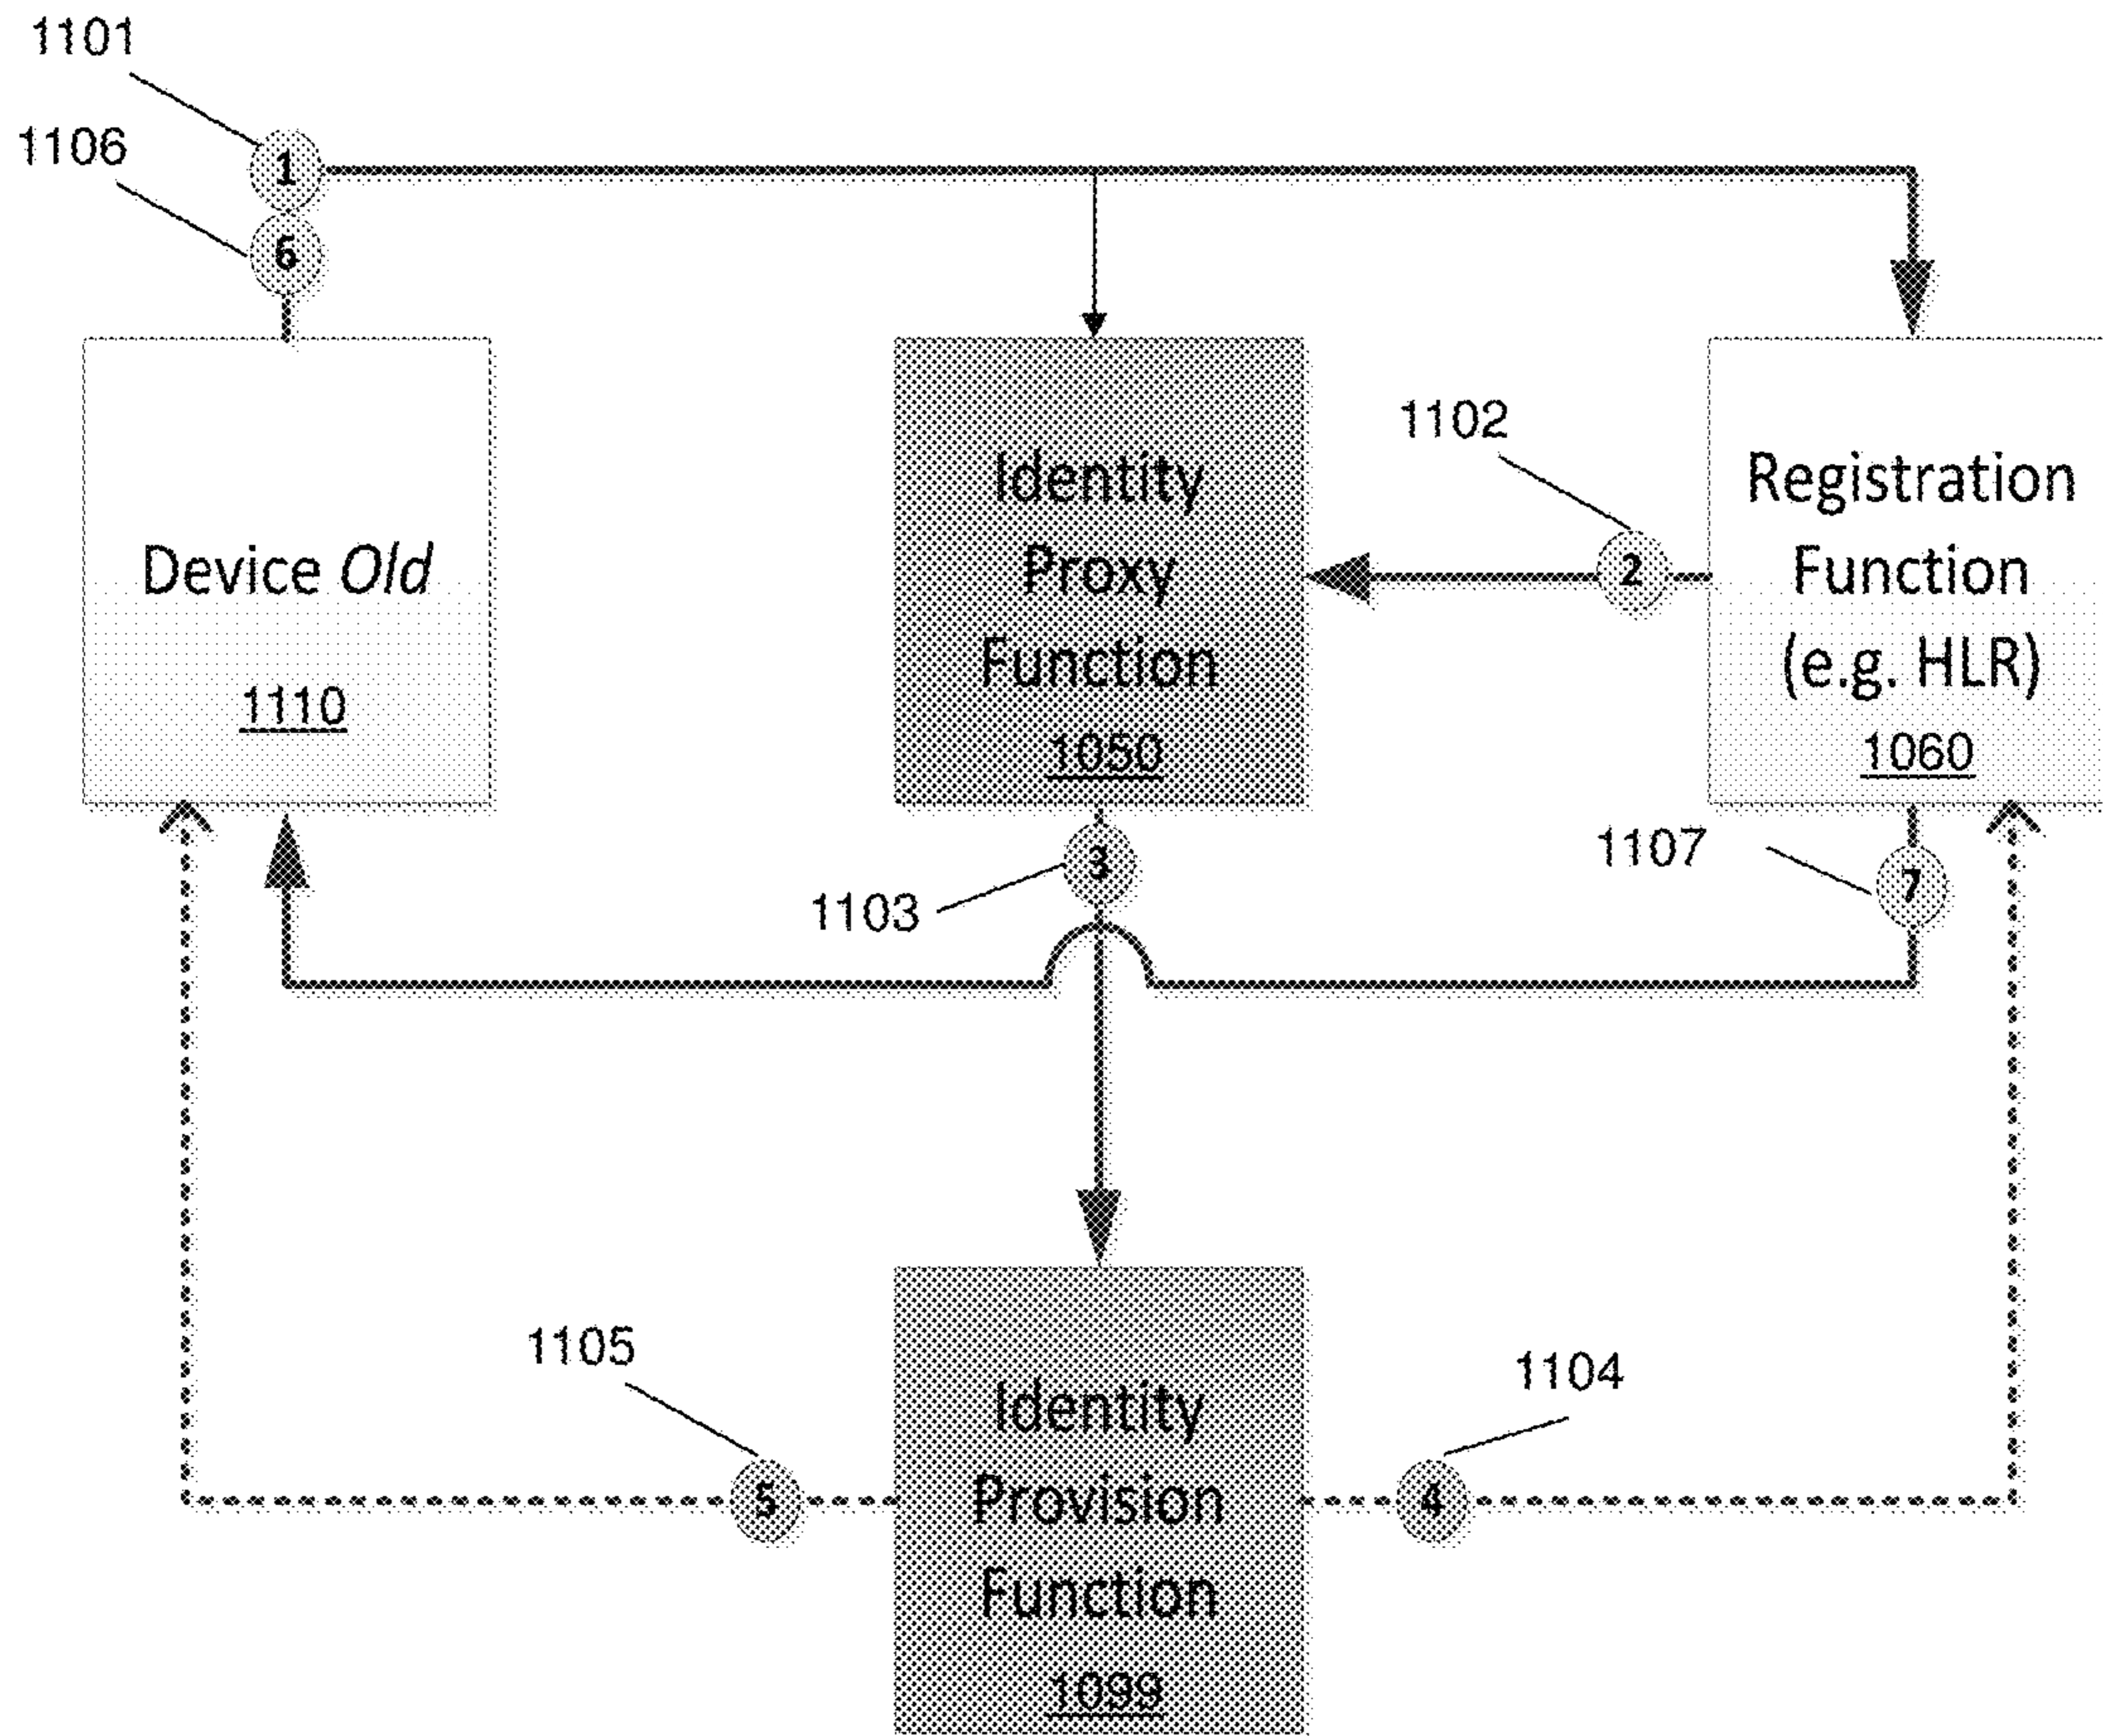 1101
1106
1
6
1102
Device Old
1110
Identity
Proxy
Function
1050
2
Registration
Function
(e.g. HLR)
1060
1103
3
1107
7
1105
5
Identity
Provision
Function
1099
1104
4